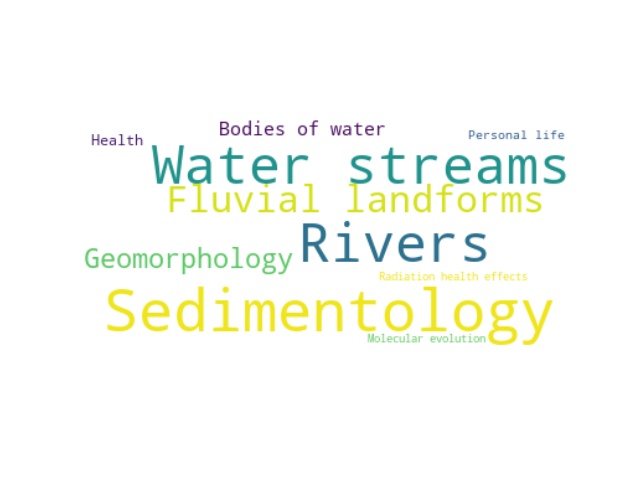 Bodies of water
Personal life
Health
Water streams
Fluvial landforms
Rivers
Geomorphology
Radiation health effects
Sedimentology
Molecular evolution